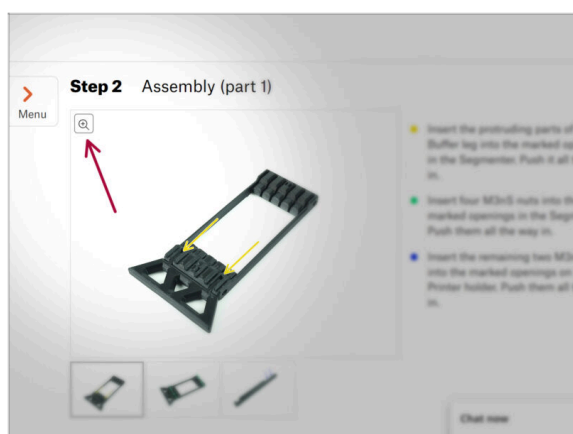 Step 2 Assembly (part 1)
Menu
Insert the protruding parts of
Buffer leg into the marked
in the Segmenter. Push it all
in.
Insert four M3nS nuts into
marked openings in the
Push them all the way in.
Insert the remaining two
into the marked openings on
Printer holder. Push them all
in.
Chat now